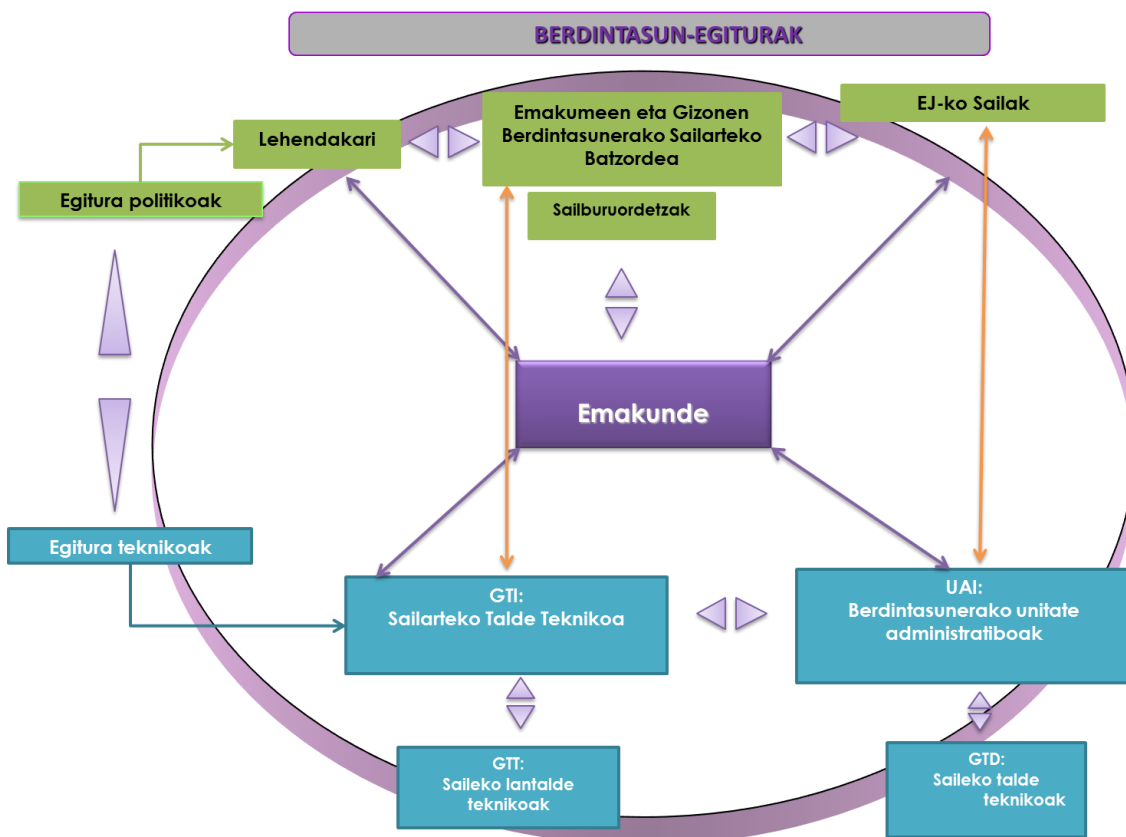 BERDINTASUN-EGITURAK
EJ-ko Sailak
Emakumeen eta Gizonen
Berdintasunerako Sailarteko
Batzordea
Lehendakari
Egitura politikoak
Sailburuordetzak
Emakunde
Egitura teknikoak
GTI:
Sailarteko Talde Teknikoa
UAI:
Berdintasunerako unitate
administratiboak
GTT:
Saileko lantalde
teknikoak
GTD:
Saileko talde
teknikoak